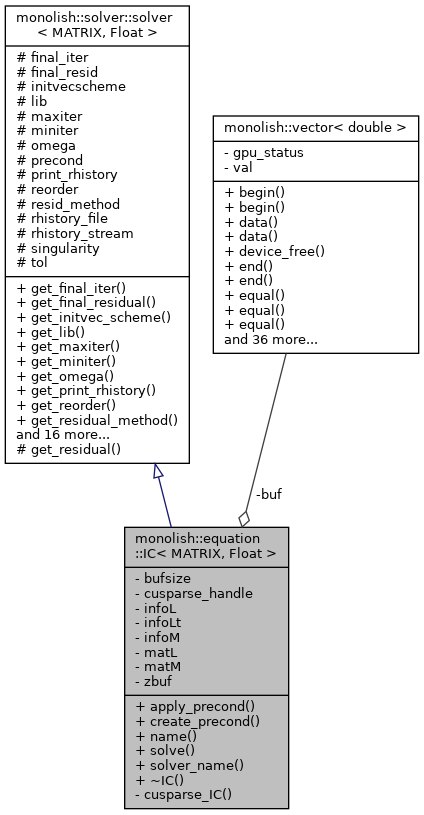 monolish::solver::solver
< MATRIX, Float >
# final_iter
# final_resid
# initvecscheme
# lib
# maxiter
# miniter
# omega
# precond
# print_rhistory
# reorder
# resid_method
# rhistory_file
# rhistory_stream
# singularity
# tol
+ get_final_iter()
+ get_final_residual()
+ get_initvec_scheme()
+ get_lib()
+ get_maxiter()
+ get_miniter()
+ get_omega()
+ get_print_rhistory()
+ get_reorder()
+ get_residual_method()
and 16 more...
# get_residual()
monolish::vector< double >
- gpu_status
- val
+ begin()
+ begin()
+ data()
+ data()
+ device_free()
+ end()
+ end()
+ equal()
+ equal()
+ equal()
and 36 more...
-buf
monolish::equation
::IC< MATRIX, Float >
- bufsize
- cusparse_handle
- infoL
- infoLt
- infoM
- matL
- matM
- zbuf
+ apply_precond()
+ create_precond()
+ name()
+ solve()
+ solver_name()
+ ~IC()
- cusparse_IC()